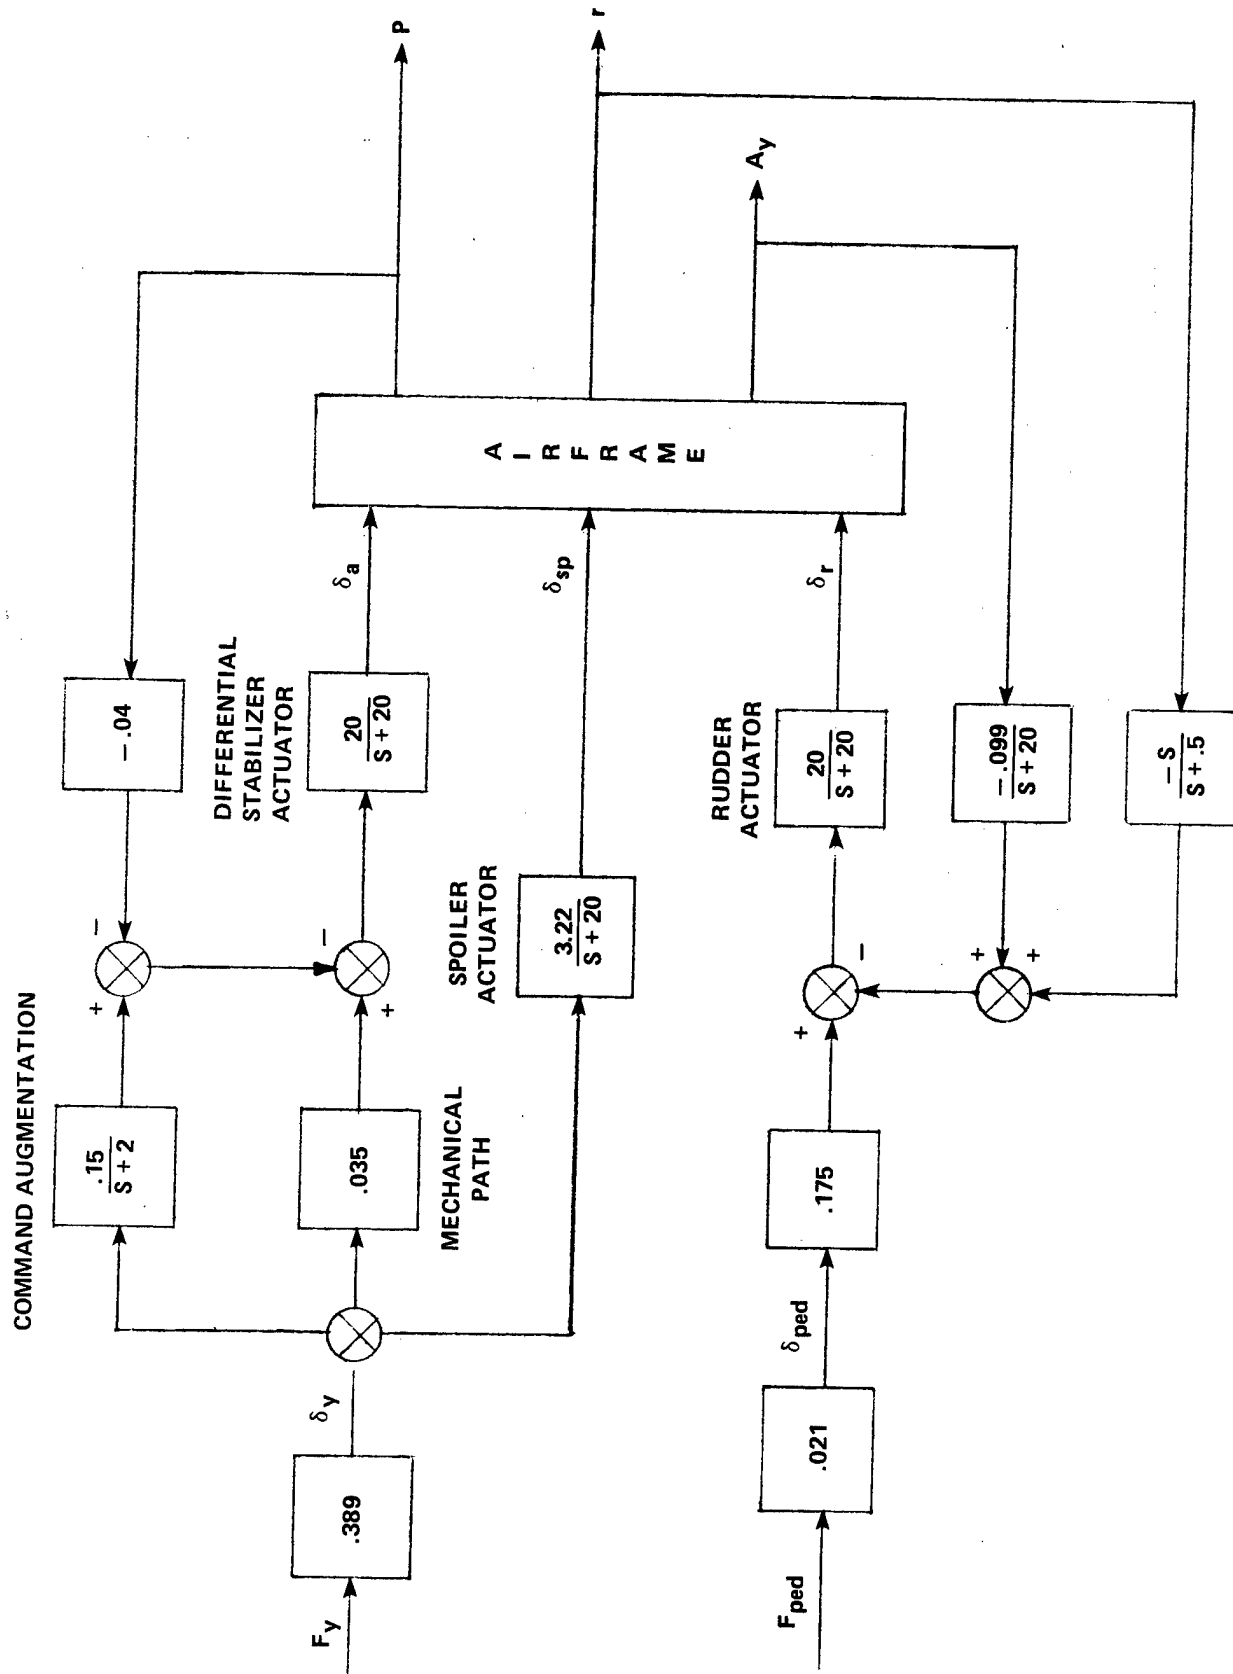 COMMAND AUGMENTATION
.15
S + 2
+
−
− .04
P
F_y
.389
δ_y
.035
MECHANICAL
PATH
+
−
DIFFERENTIAL
STABILIZER
ACTUATOR
20
S + 20
δ_a
SPOILER
ACTUATOR
3.22
S + 20
δ_sp
AIRFRAME
r
A_y
F_ped
.021
δ_ped
.175
+
−
RUDDER
ACTUATOR
20
S + 20
δ_r
+
+
− .099
S + 20
− S
S + .5